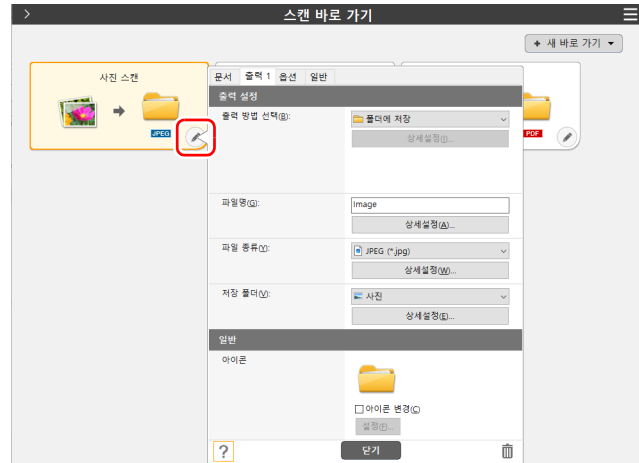 스캔 바로 가기
+ 새 바로 가기
사진 스캔
JPEG
문서 출력 1 옵션 일반
출력 설정
출력 방법 선택(B):
폴더에 저장
상세설정(I)...
PDF
파일명(G):
Image
상세설정(A)...
파일 종류(Y):
JPEG (*.jpg)
상세설정(W)...
저장 폴더(V):
사진
상세설정(E)...
일반
아이콘
아이콘 변경(C)
?
닫기